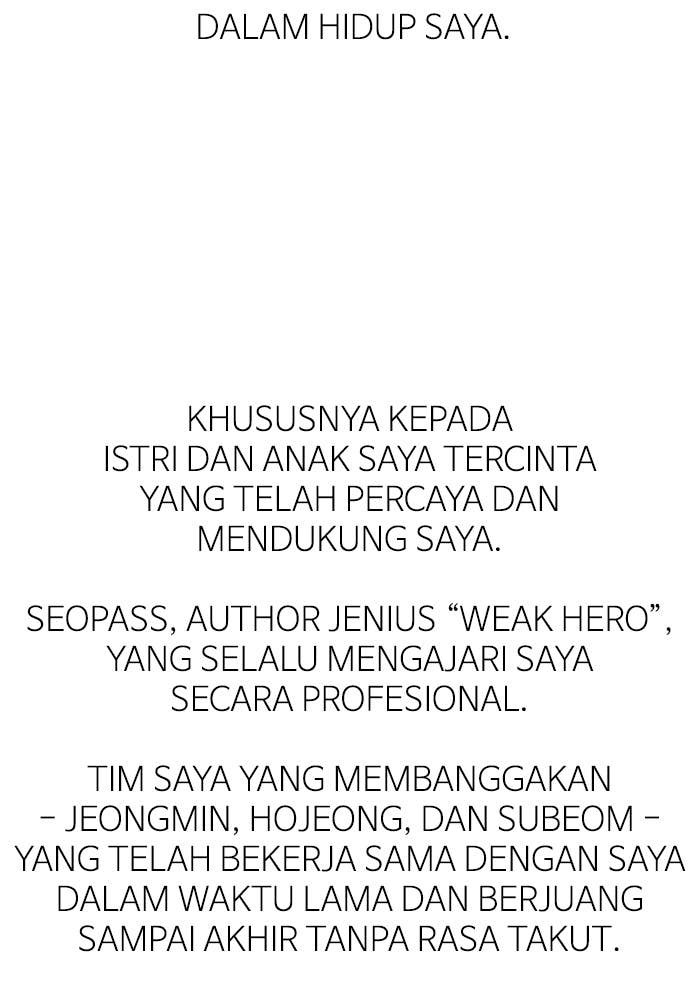 DALAM HIDUP SAYA.
KHUSUSNYA KEPADA
ISTRI DAN ANAK SAYA TERCINTA
YANG TELAH PERCAYA DAN
MENDUKUNG SAYA.
SEOPASS, AUTHOR JENIUS “WEAK HERO”,
YANG SELALU MENGAJARI SAYA
SECARA PROFESIONAL.
TIM SAYA YANG MEMBANGGAKAN
– JEONGMIN, HOJEONG, DAN SUBEOM –
YANG TELAH BEKERJA SAMA DENGAN SAYA
DALAM WAKTU LAMA DAN BERJUANG
SAMPAI AKHIR TANPA RASA TAKUT.